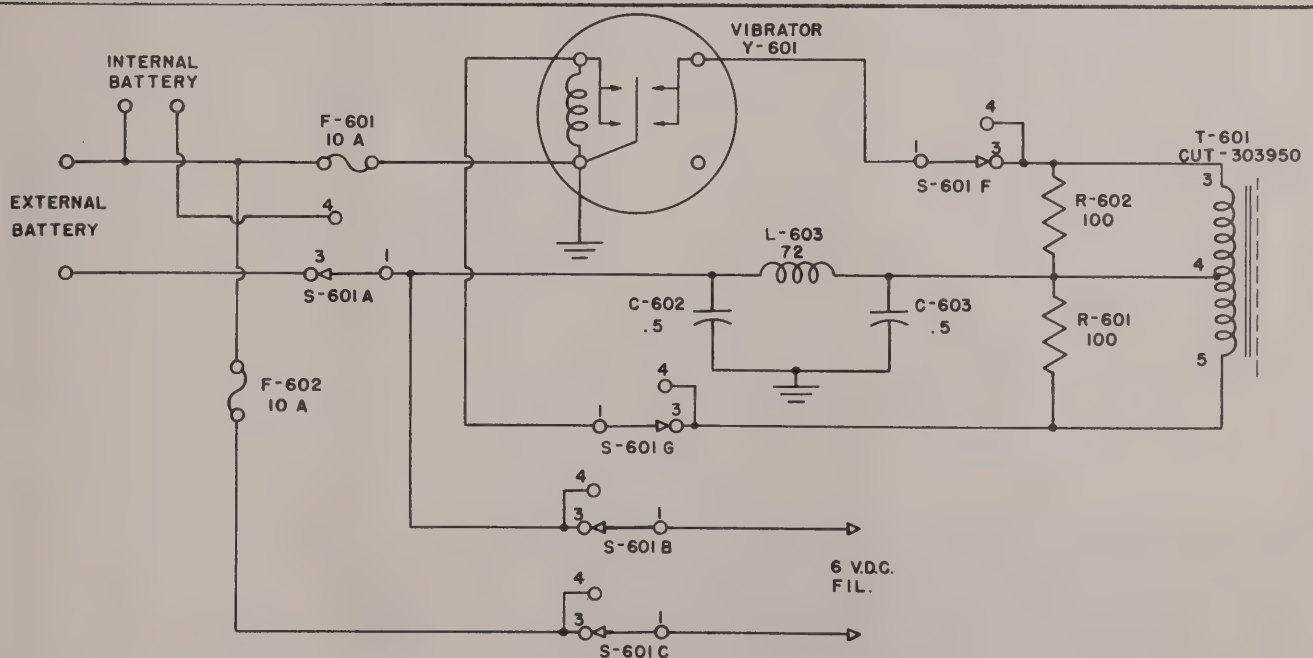 VIBRATOR
Y-601
INTERNAL
BATTERY
F-601
10 A
4
T-601
CUT-303950
1
3
3
S-601 F
R-602
100
EXTERNAL
BATTERY
4
L-603
72
3
1
4
S-601A
C-602
.5
C-603
.5
R-601
100
5
F-602
10 A
4
1
3
S-601 G
4
3
1
S-601 B
6 V.D.C.
FIL.
4
3
1
S-601 C